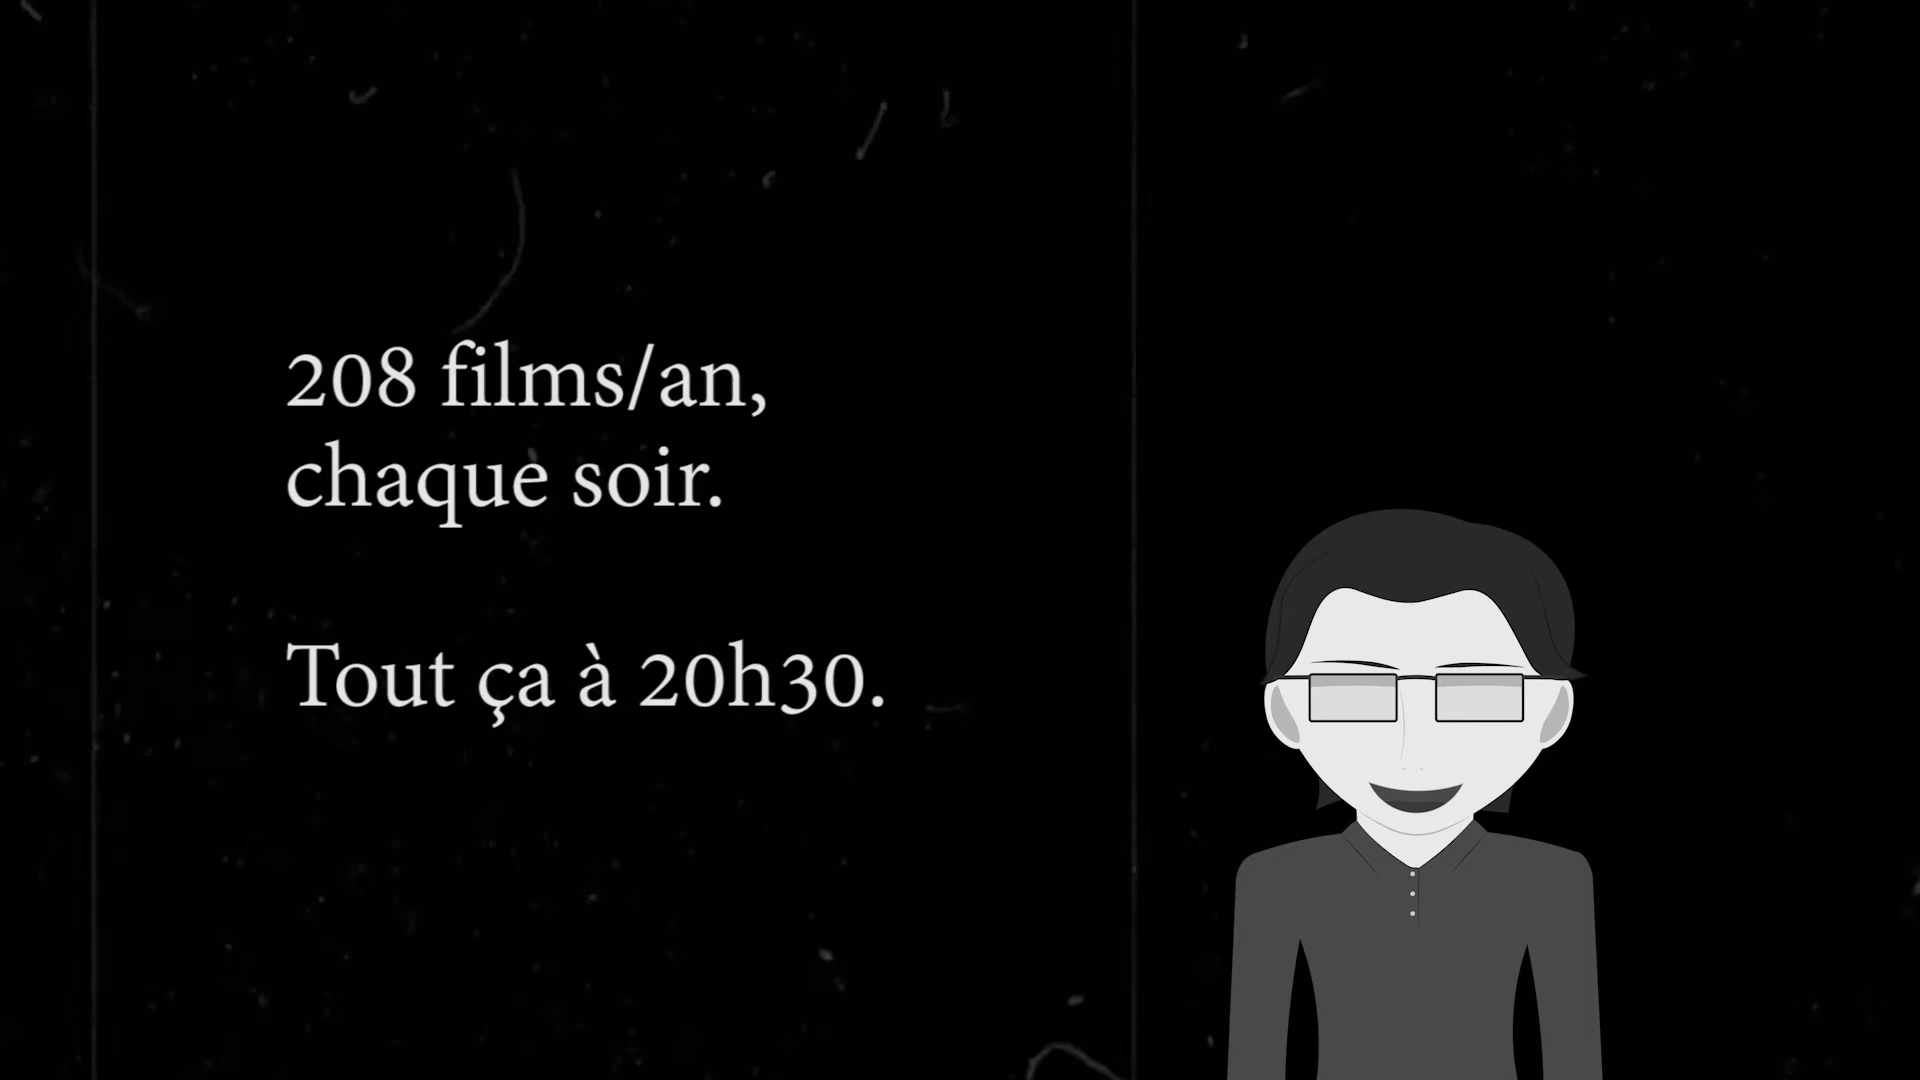 208 films/an,
chaque soir.
Tout ça à 20h30.